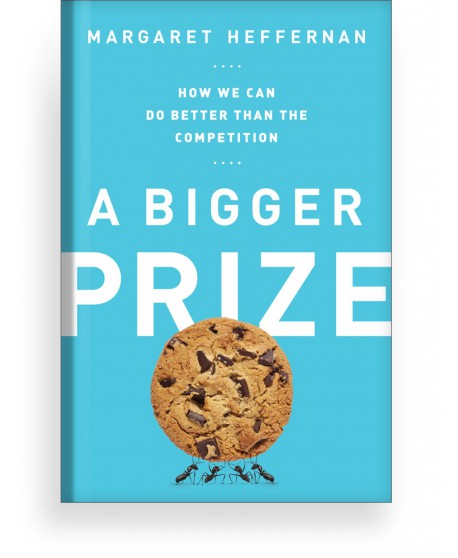 MARGARET HEFFERNAN
HOW WE CAN
DO BETTER THAN THE
COMPETITION
A BIGGER
PRIZE